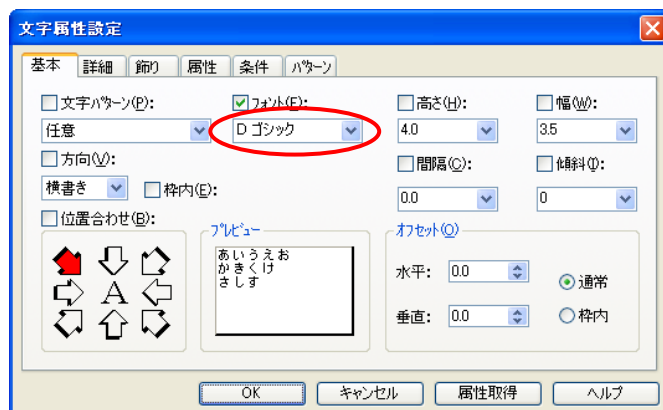 文字属性設定
基本 詳細 飾り 属性 条件 パターン
文字パターン(P): フォント(F): 高さ(H): 幅(W):
任意 D ゴシック 4.0 3.5
方向(V): 間隔(C): 傾斜(I):
横書き 枠内(E): 0.0 0
位置合わせ(B): プレビュー オフセット(O)
あいうえお
かきくけ
さしす
水平: 0.0 通常
A
垂直: 0.0 枠内
OK キャンセル 属性取得 ヘルプ